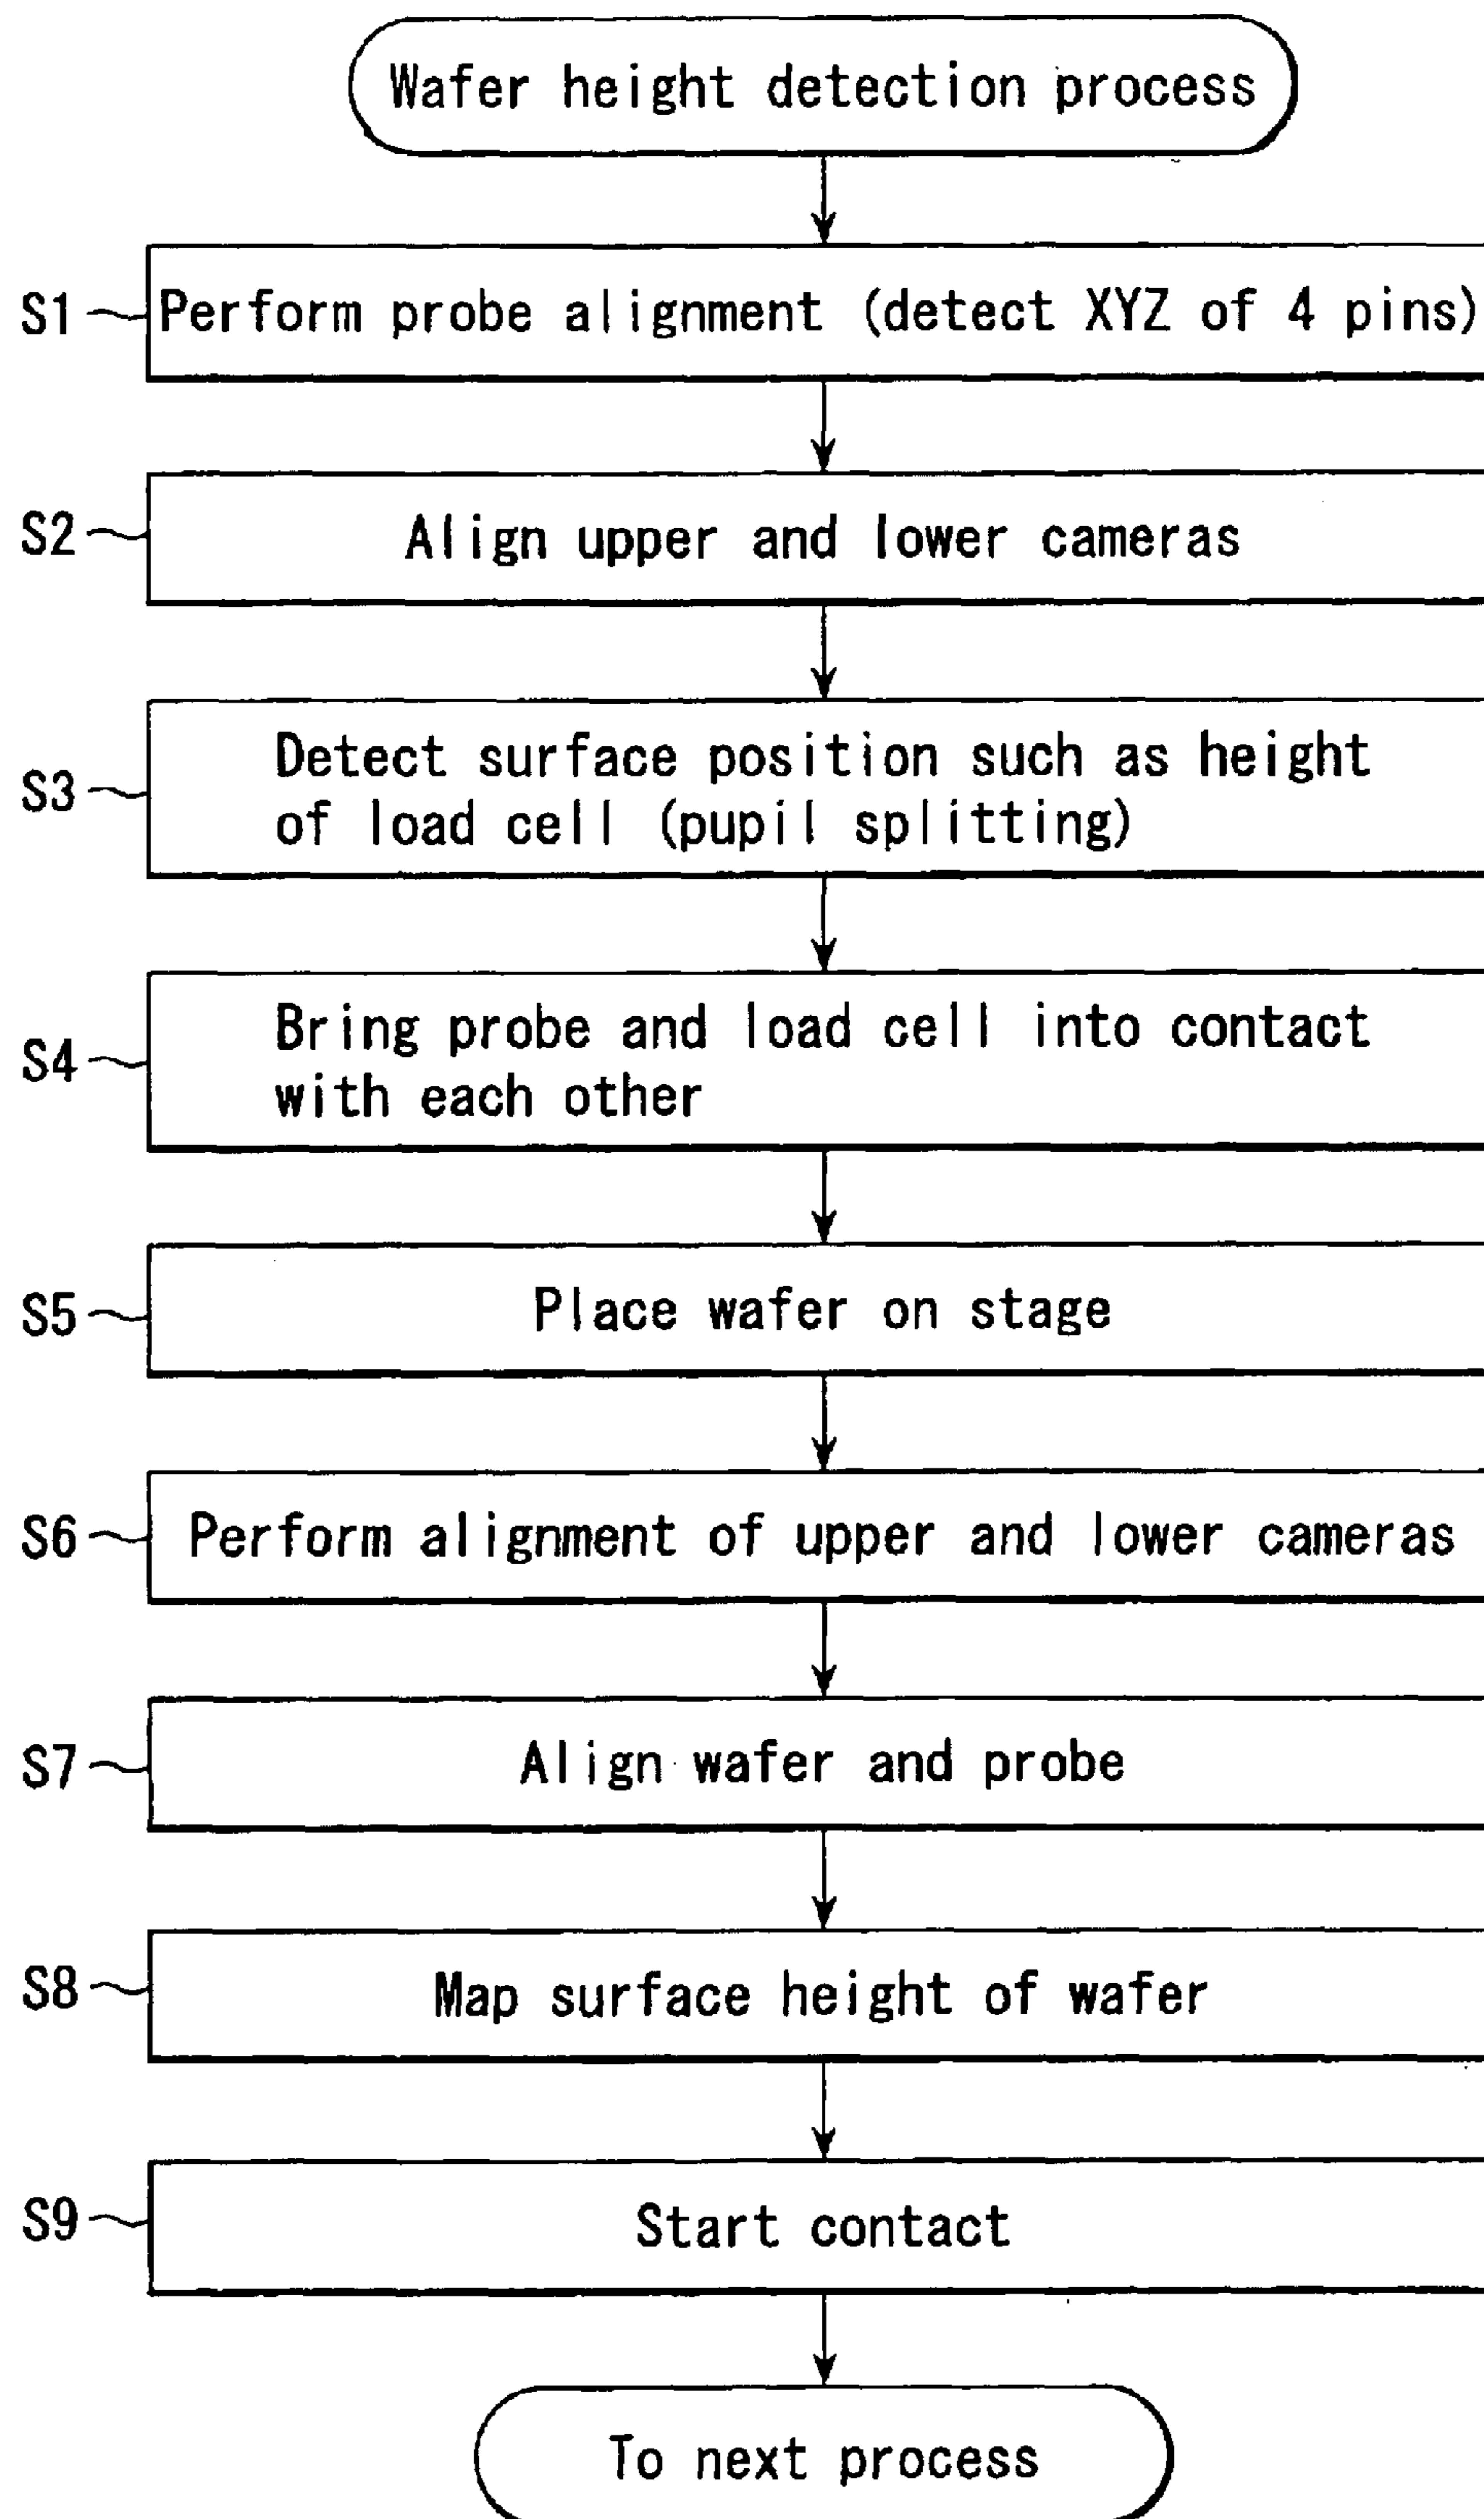 Wafer height detection process
S1 Perform probe alignment (detect XYZ of 4 pins)
S2 Align upper and lower cameras
S3 Detect surface position such as height
of load cell (pupil splitting)
S4 Bring probe and load cell into contact
with each other
S5 Place wafer on stage
S6 Perform alignment of upper and lower cameras
S7 Align wafer and probe
S8 Map surface height of wafer
S9 Start contact
To next process